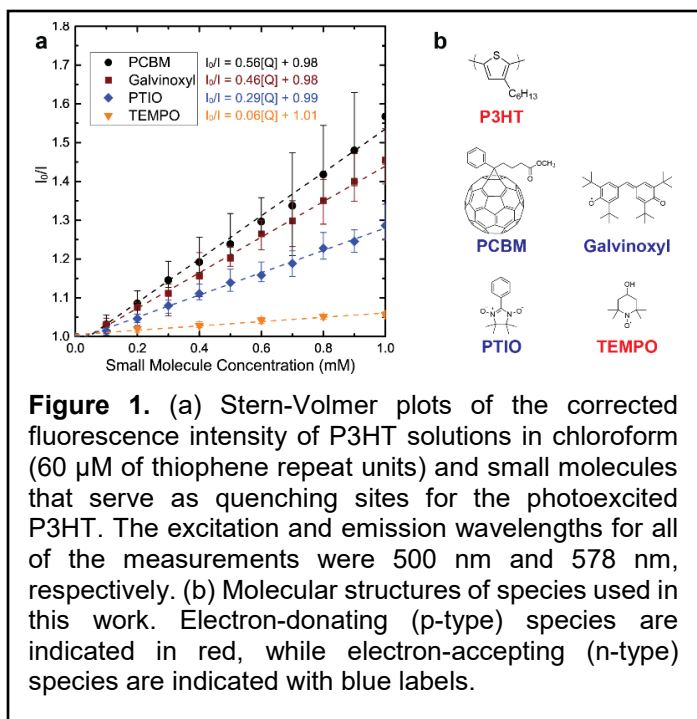 a
b
1.8
1.7
1.6
1.5
1.4
1.3
1.2
1.1
1.0
I₀/I
PCBM I₀/I = 0.56[Q] + 0.98
Galvinoxyl I₀/I = 0.46[Q] + 0.98
PTIO I₀/I = 0.29[Q] + 0.99
TEMPO I₀/I = 0.06[Q] + 1.01
0.0 0.2 0.4 0.6 0.8 1.0
Small Molecule Concentration (mM)
S
C₆H₁₃
P3HT
OCH₃
O
PCBM
O•
O
Galvinoxyl
•O N N O•
PTIO
OH
N
O•
TEMPO
Figure 1. (a) Stern-Volmer plots of the corrected
fluorescence intensity of P3HT solutions in chloroform
(60 µM of thiophene repeat units) and small molecules
that serve as quenching sites for the photoexcited
P3HT. The excitation and emission wavelengths for all
of the measurements were 500 nm and 578 nm,
respectively. (b) Molecular structures of species used in
this work. Electron-donating (p-type) species are
indicated in red, while electron-accepting (n-type)
species are indicated with blue labels.